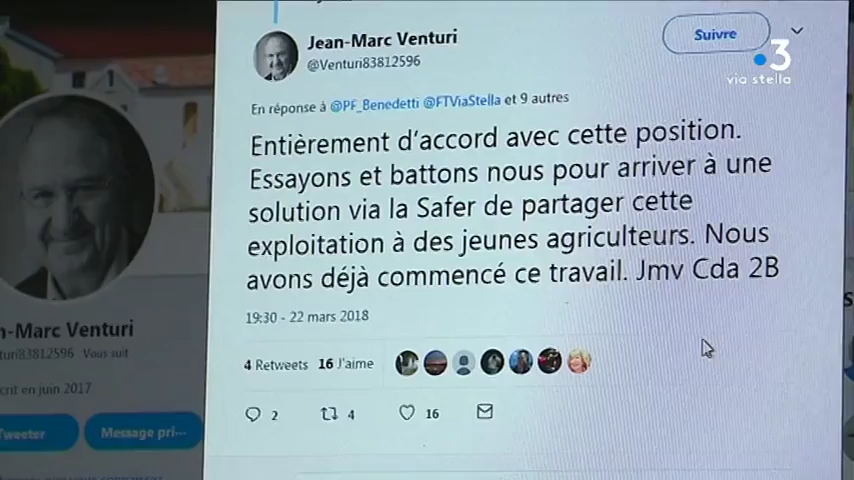 Jean-Marc Venturi
@Venturi83812596
Suivre
3
via stella
En réponse à @PF_Benedetti @FTViaStella et 9 autres
Entièrement d'accord avec cette position.
Essayons et battons nous pour arriver à une
solution via la Safer de partager cette
exploitation à des jeunes agriculteurs. Nous
avons déjà commencé ce travail. Jmv Cda 2B
19:30 - 22 mars 2018
4 Retweets 16 J'aime
2 4 16
n-Marc Venturi
turi83812596 Vous suit
crit en juin 2017
Tweeter
Message pri...